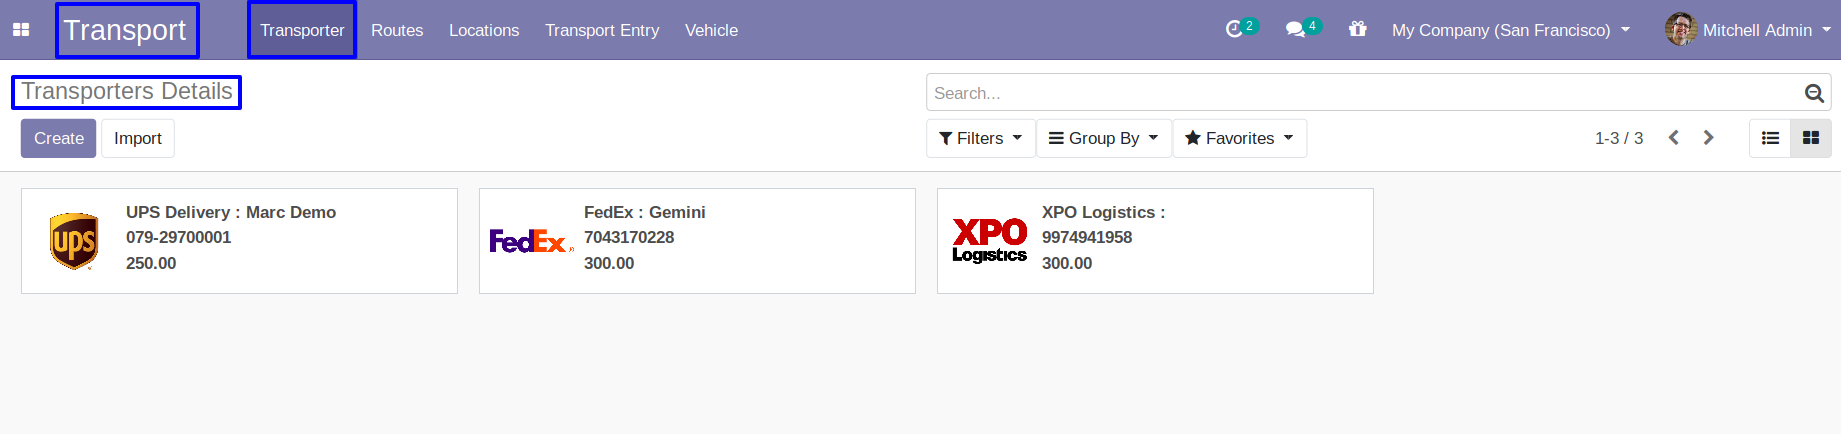 Transport Transporter Routes Locations Transport Entry Vehicle 2 4 My Company (San Francisco) Mitchell Admin
Transporters Details
Search...
Create Import Filters Group By Favorites 1-3 / 3
UPS Delivery : Marc Demo
079-29700001
250.00
ups
FedEx : Gemini
7043170228
300.00
FedEx
XPO Logistics :
9974941958
300.00
XPO
Logistics